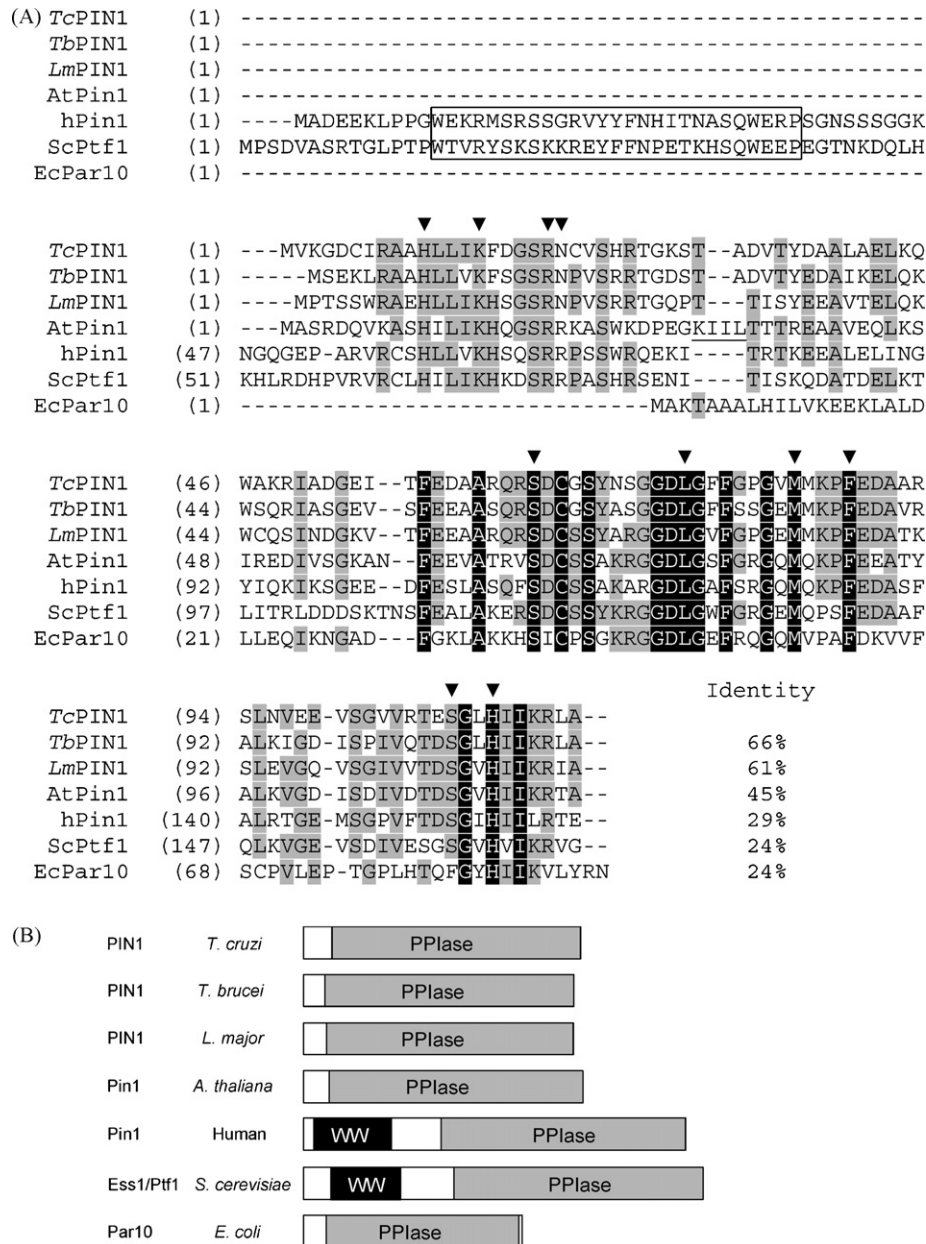 (A)
TcPIN1 (1) --------------------------------------------------
TbPIN1 (1) --------------------------------------------------
LmPIN1 (1) --------------------------------------------------
AtPin1 (1) --------------------------------------------------
hPin1 (1) ----MADEEKLPPGWEKRMSRSSGRVYYFNHITNASQWERPSGNSSSGGK
ScPtf1 (1) MPSDVASRTGLPTPWTVRYSKSKKREYFFNPETKHSQWEEPEGTNKDQLH
EcPar10 (1) --------------------------------------------------
TcPIN1 (1) ----MVKGDCIRAAHLLIKFDGSRNCVSHRTGKST--ADVTYDAALAELKQ
TbPIN1 (1) ------MSEKLRAAHLLVKFSGSRNPVSRRTGDST--ADVTYEDAIKELQK
LmPIN1 (1) ----MPTSSWRAEHLLIKHSGSRNPVSRRTGQPT---TISYEEAVTELQK
AtPin1 (1) ----MASRDQVKASHILIKHQGSRRKASWKDPEGKIILTTTREAAVEQLKS
hPin1 (47) NGQGEP-ARVRCSHLLVKHSQSRRPSSWRQEKI----TRTKEEALELING
ScPtf1 (51) KHLRDHPVRVRCLHILIKHKDSRRPASHRSENI----TISKQDATDELKT
EcPar10 (1) ------------------------------MAKTAAALHILVKEEKLALD
TcPIN1 (46) WAKRIADGEI--TFEDAARQRSDCGSYNSGGDLGFFGPGVMMKPFEDAAR
TbPIN1 (44) WSQRIASGEV--SFEEAASQRSDCGSYASGGDLGFFSSGEMMKPFEDAVR
LmPIN1 (44) WCQSINDGKV--TFEEAARQRSDCSSYARGGDLGVFGPGEMMKPFEDATK
AtPin1 (48) IREDIVSGKAN-FEEVATRVSDCSSAKRGGDLGSFGRGQMQKPFEEATY
hPin1 (92) YIQKIKSGEE--DFESLASQFSDCSSAKARGDLGAFSRGQMQKPFEDASF
ScPtf1 (97) LITRLDDDSKTNSFEALAKERSDCSSYKRGGDLGWFGRGEMQPSFEDAAF
EcPar10 (21) LLEQIKNGAD---FGKLAKKHSICPSGKRGGDLGEFRQGQMVPAFDKVVF
Identity
TcPIN1 (94) SLNVEE-VSGVVRTESGLHIIKRLA--
TbPIN1 (92) ALKIGD-ISPIVQTDSGLHIIKRLA-- 66%
LmPIN1 (92) SLEVGQ-VSGIVVTDSGVHIIKRIA-- 61%
AtPin1 (96) ALKVGD-ISDIVDTDSGVHIIKRTA-- 45%
hPin1 (140) ALRTGE-MSGPVFTDSGIHIILRTE-- 29%
ScPtf1 (147) QLKVGE-VSDIVESGSGVHVIKRVG-- 24%
EcPar10 (68) SCPVLEP-TGPLHTQFGYHIIKVLYRN 24%
(B)
PIN1 T. cruzi PPIase
PIN1 T. brucei PPIase
PIN1 L. major PPIase
Pin1 A. thaliana PPIase
Pin1 Human WW PPIase
Ess1/Ptf1 S. cerevisiae WW PPIase
Par10 E. coli PPIase